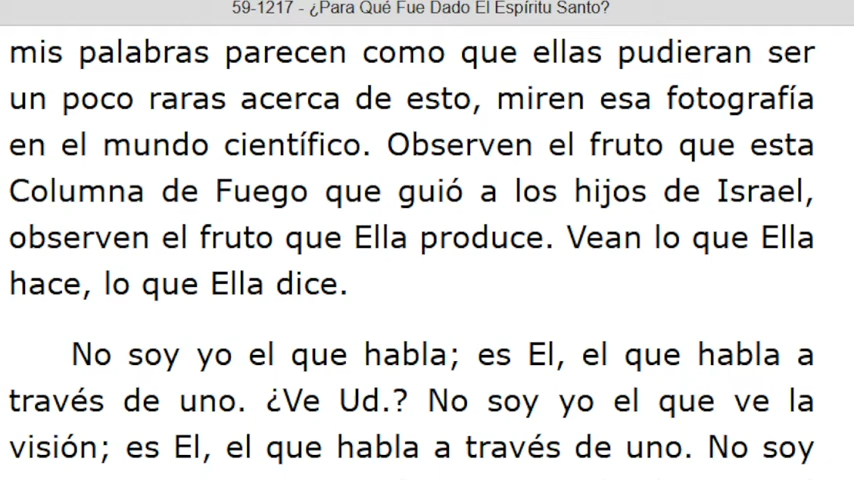 59-1217 - ¿Para Qué Fue Dado El Espíritu Santo?
mis palabras parecen como que ellas pudieran ser
un poco raras acerca de esto, miren esa fotografía
en el mundo científico. Observen el fruto que esta
Columna de Fuego que guió a los hijos de Israel,
observen el fruto que Ella produce. Vean lo que Ella
hace, lo que Ella dice.
No soy yo el que habla; es El, el que habla a
través de uno. ¿Ve Ud.? No soy yo el que ve la
visión; es El, el que habla a través de uno. No soy